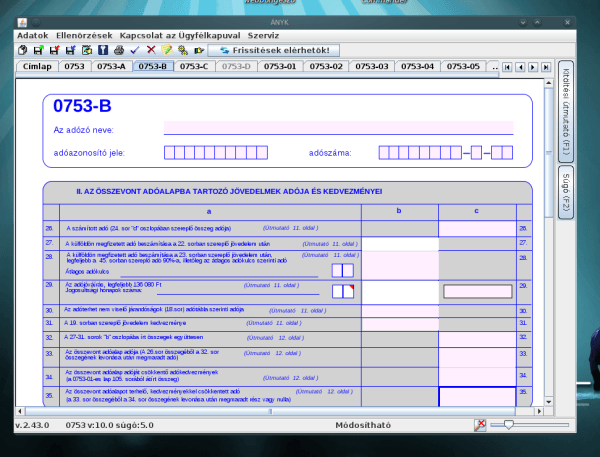 ÁNYK
Adatok Ellenőrzések Kapcsolat az Ügyfélkapuval Szerviz
Frissítések elérhetők!
Címlap 0753 0753-A 0753-B 0753-C 0753-D 0753-01 0753-02 0753-03 0753-04 0753-05 ..
Kitöltési útmutató (F1)
Súgó (F2)
0753-B
Az adózó neve:
adóazonosító jele: adószáma:
II. AZ ÖSSZEVONT ADÓALAPBA TARTOZÓ JÖVEDELMEK ADÓJA ÉS KEDVEZMÉNYEI
a b c
26. A számított adó (24. sor "d" oszlopában szereplő összeg adója) (Útmutató 11. oldal) 26.
27. A külföldön megfizetett adó beszámítása a 22. sorban szereplő jövedelem után (Útmutató 11. oldal) 27.
28. A külföldön megfizetett adó beszámítása a 23. sorban szereplő jövedelem után, (Útmutató 11. oldal) 28.
legfeljebb a 45. sorban szereplő adó 90%-a, illetőleg az átlagos adókulcs szerinti adó
Átlagos adókulcs
29. Az adójóváírás, legfeljebb 136 080 Ft (Útmutató 11. oldal) 29.
Jogosultsági hónapok száma:
30. Az adóterhet nem viselő járandóságok (18.sor) adótábla szerinti adója (Útmutató 11. oldal) 30.
31. A 19. sorban szereplő jövedelem kedvezménye (Útmutató 11. oldal) 31.
32. A 27-31. sorok "b" oszlopába írt összegek együttesen (Útmutató 12. oldal) 32.
33. Az összevont adóalap adója (A 26.sor összegéből a 32. sor (Útmutató 12. oldal) 33.
összegének levonása után megmaradt adó)
34. Az összevont adóalap adóját csökkentő adókedvezmények (Útmutató 12. oldal) 34.
(a 0753-01-es lap 105. sorából átírt összeg)
35. Az összevont adóalapot terhelő, kedvezményekkel csökkentett adó (Útmutató 12. oldal) 35.
(a 33. sor összegéből a 34. sor összegének levonása után megmaradt rész vagy nulla)
v.2.43.0 0753 v:10.0 súgó:5.0 Módosítható